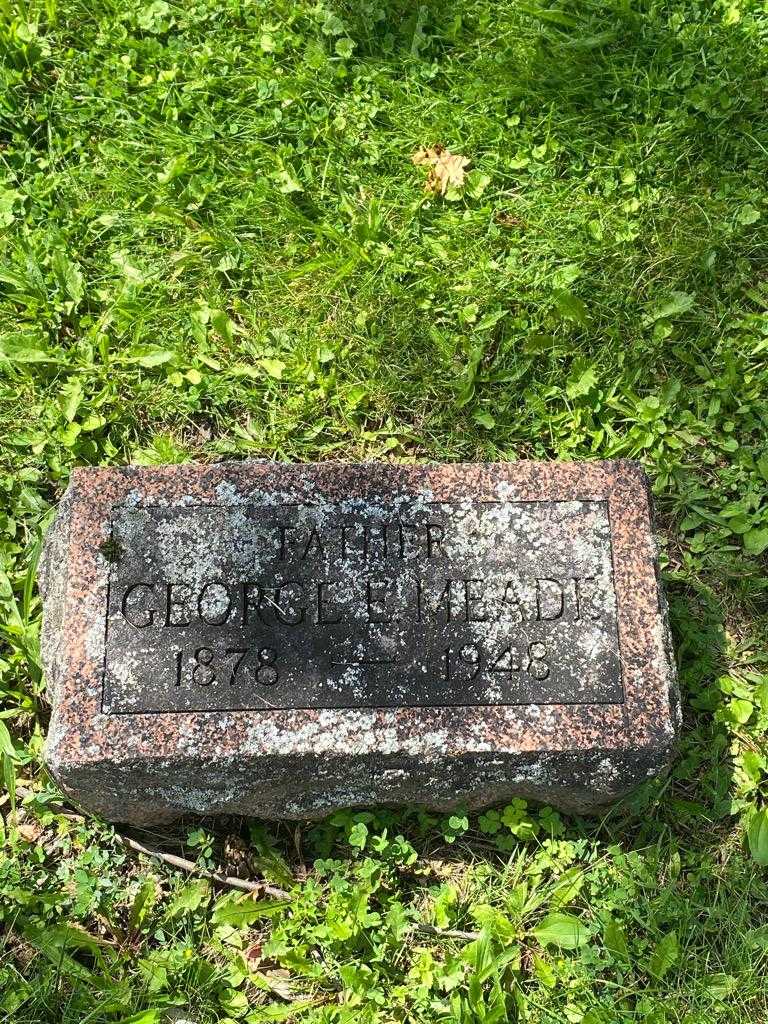 FATHER
GEORGE E. MEADE
1878 — 1948